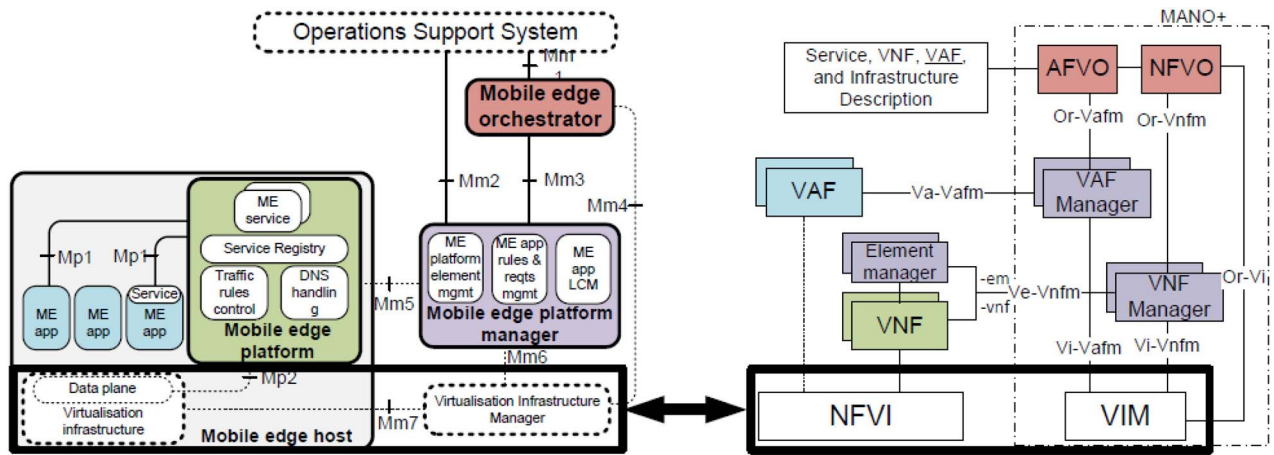 Operations Support System
Mm
1
Mobile edge
orchestrator
Mm2
Mm3
Mm4
ME
service
Service Registry
Traffic
rules
control
DNS
handlin
g
Mobile edge
platform
Mp1
Mp1
ME
app
ME
app
Service
ME
app
Mm5
ME
platform
element
mgmt
ME app
rules &
reqts
mgmt
ME
app
LCM
Mobile edge platform
manager
Mm6
Mp2
Data plane
Virtualisation
infrastructure
Mm7
Virtualisation Infrastructure
Manager
Mobile edge host
MANO+
Service, VNF, VAF,
and Infrastructure
Description
AFVO
NFVO
Or-Vafm
Or-Vnfm
VAF
Va-Vafm
VAF
Manager
Element
manager
-em
Ve-Vnfm
-vnf
VNF
VNF
Manager
Or-Vi
Vi-Vafm
Vi-Vnfm
NFVI
VIM